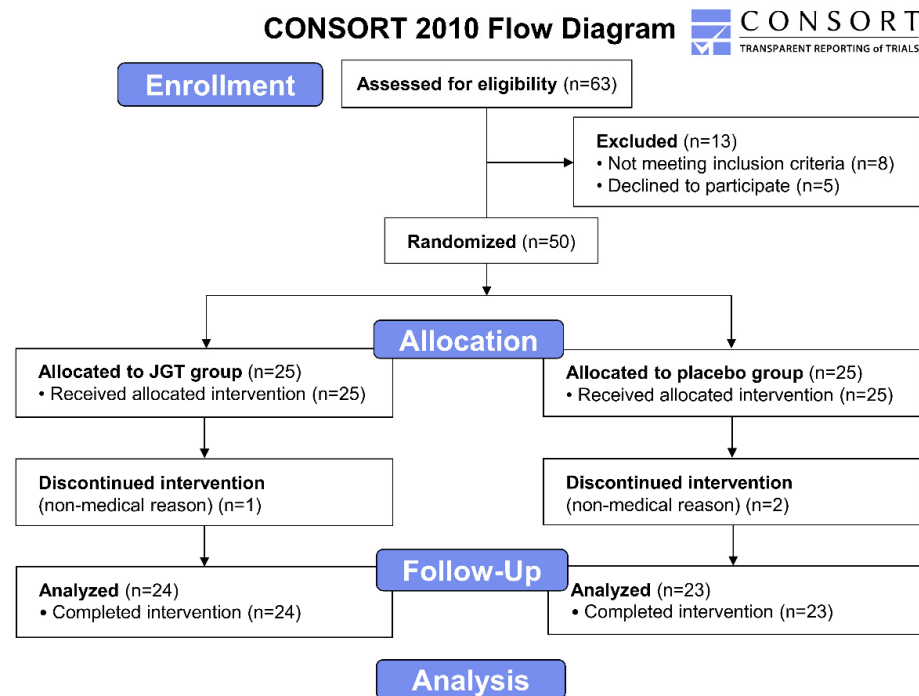 CONSORT 2010 Flow Diagram
CONSORT
TRANSPARENT REPORTING of TRIALS
Enrollment
Assessed for eligibility (n=63)
Excluded (n=13)
• Not meeting inclusion criteria (n=8)
• Declined to participate (n=5)
Randomized (n=50)
Allocation
Allocated to JGT group (n=25)
• Received allocated intervention (n=25)
Allocated to placebo group (n=25)
• Received allocated intervention (n=25)
Discontinued intervention
(non-medical reason) (n=1)
Discontinued intervention
(non-medical reason) (n=2)
Follow-Up
Analyzed (n=24)
• Completed intervention (n=24)
Analyzed (n=23)
• Completed intervention (n=23)
Analysis